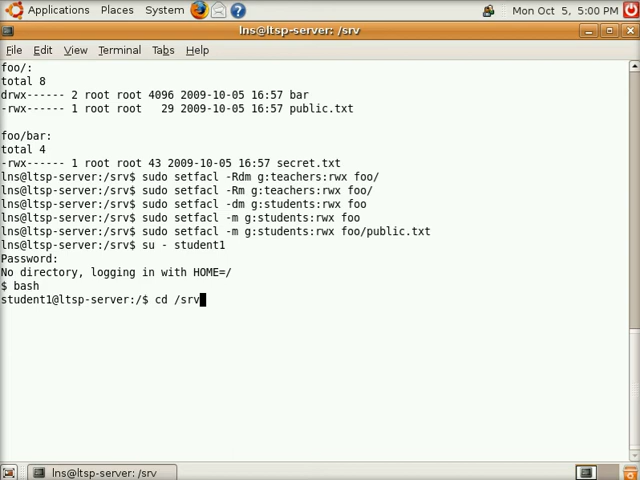 Applications Places System Mon Oct 5, 5:00 PM
lns@ltsp-server: /srv
File Edit View Terminal Tabs Help
foo/:
total 8
drwx------ 2 root root 4096 2009-10-05 16:57 bar
-rwx------ 1 root root   29 2009-10-05 16:57 public.txt

foo/bar:
total 4
-rwx------ 1 root root 43 2009-10-05 16:57 secret.txt
lns@ltsp-server:/srv$ sudo setfacl -Rdm g:teachers:rwx foo/
lns@ltsp-server:/srv$ sudo setfacl -Rm g:teachers:rwx foo/
lns@ltsp-server:/srv$ sudo setfacl -dm g:students:rwx foo
lns@ltsp-server:/srv$ sudo setfacl -m g:students:rwx foo
lns@ltsp-server:/srv$ sudo setfacl -m g:students:rwx foo/public.txt
lns@ltsp-server:/srv$ su - student1
Password:
No directory, logging in with HOME=/
$ bash
student1@ltsp-server:/$ cd /srv
lns@ltsp-server: /srv